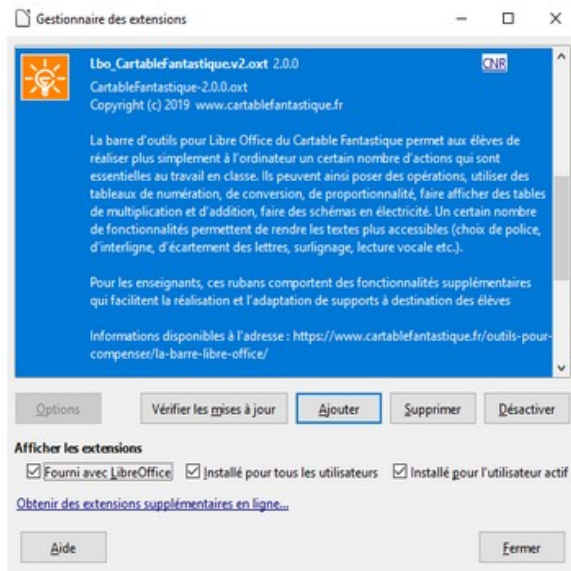 Gestionnaire des extensions
Lbo_CartableFantastique.v2.oxt 2.0.0 CNR
CartableFantastique-2.0.0.oxt
Copyright (c) 2019 www.cartablefantastique.fr
La barre d'outils pour Libre Office du Cartable Fantastique permet aux élèves de
réaliser plus simplement à l'ordinateur un certain nombre d'actions qui sont
essentielles au travail en classe. Ils peuvent ainsi poser des opérations, utiliser des
tableaux de numération, de conversion, de proportionnalité, faire afficher des tables
de multiplication et d'addition, faire des schémas en électricité. Un certain nombre
de fonctionnalités permettent de rendre les textes plus accessibles (choix de police,
d'interligne, d'écartement des lettres, surlignage, lecture vocale etc.).
Pour les enseignants, ces rubans comportent des fonctionnalités supplémentaires
qui facilitent la réalisation et l'adaptation de supports à destination des élèves
Informations disponibles à l'adresse : https://www.cartablefantastique.fr/outils-pour-
compenser/la-barre-libre-office/
Options Vérifier les mises à jour Ajouter Supprimer Désactiver
Afficher les extensions
Fourni avec LibreOffice Installé pour tous les utilisateurs Installé pour l'utilisateur actif
Obtenir des extensions supplémentaires en ligne...
Aide Fermer